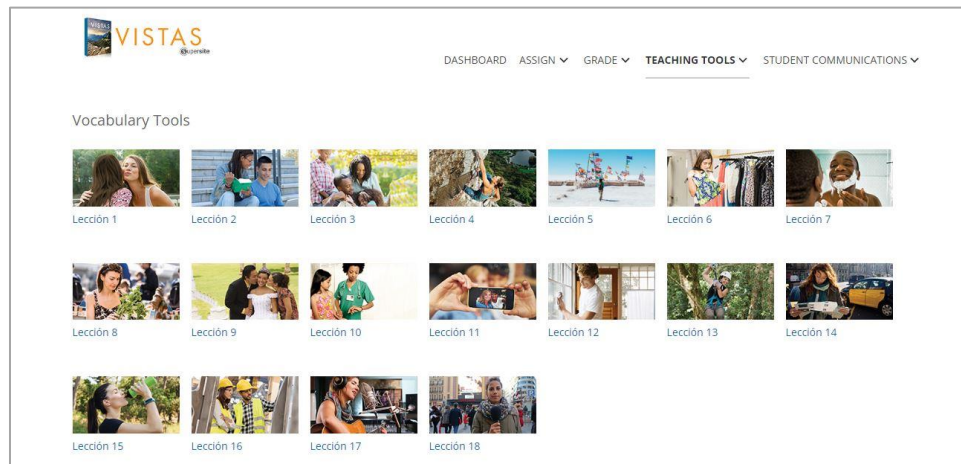 VISTAS
VISTAS
Supersite
DASHBOARD ASSIGN GRADE TEACHING TOOLS STUDENT COMMUNICATIONS
Vocabulary Tools
Lección 1 Lección 2 Lección 3 Lección 4 Lección 5 Lección 6 Lección 7
Lección 8 Lección 9 Lección 10 Lección 11 Lección 12 Lección 13 Lección 14
Lección 15 Lección 16 Lección 17 Lección 18